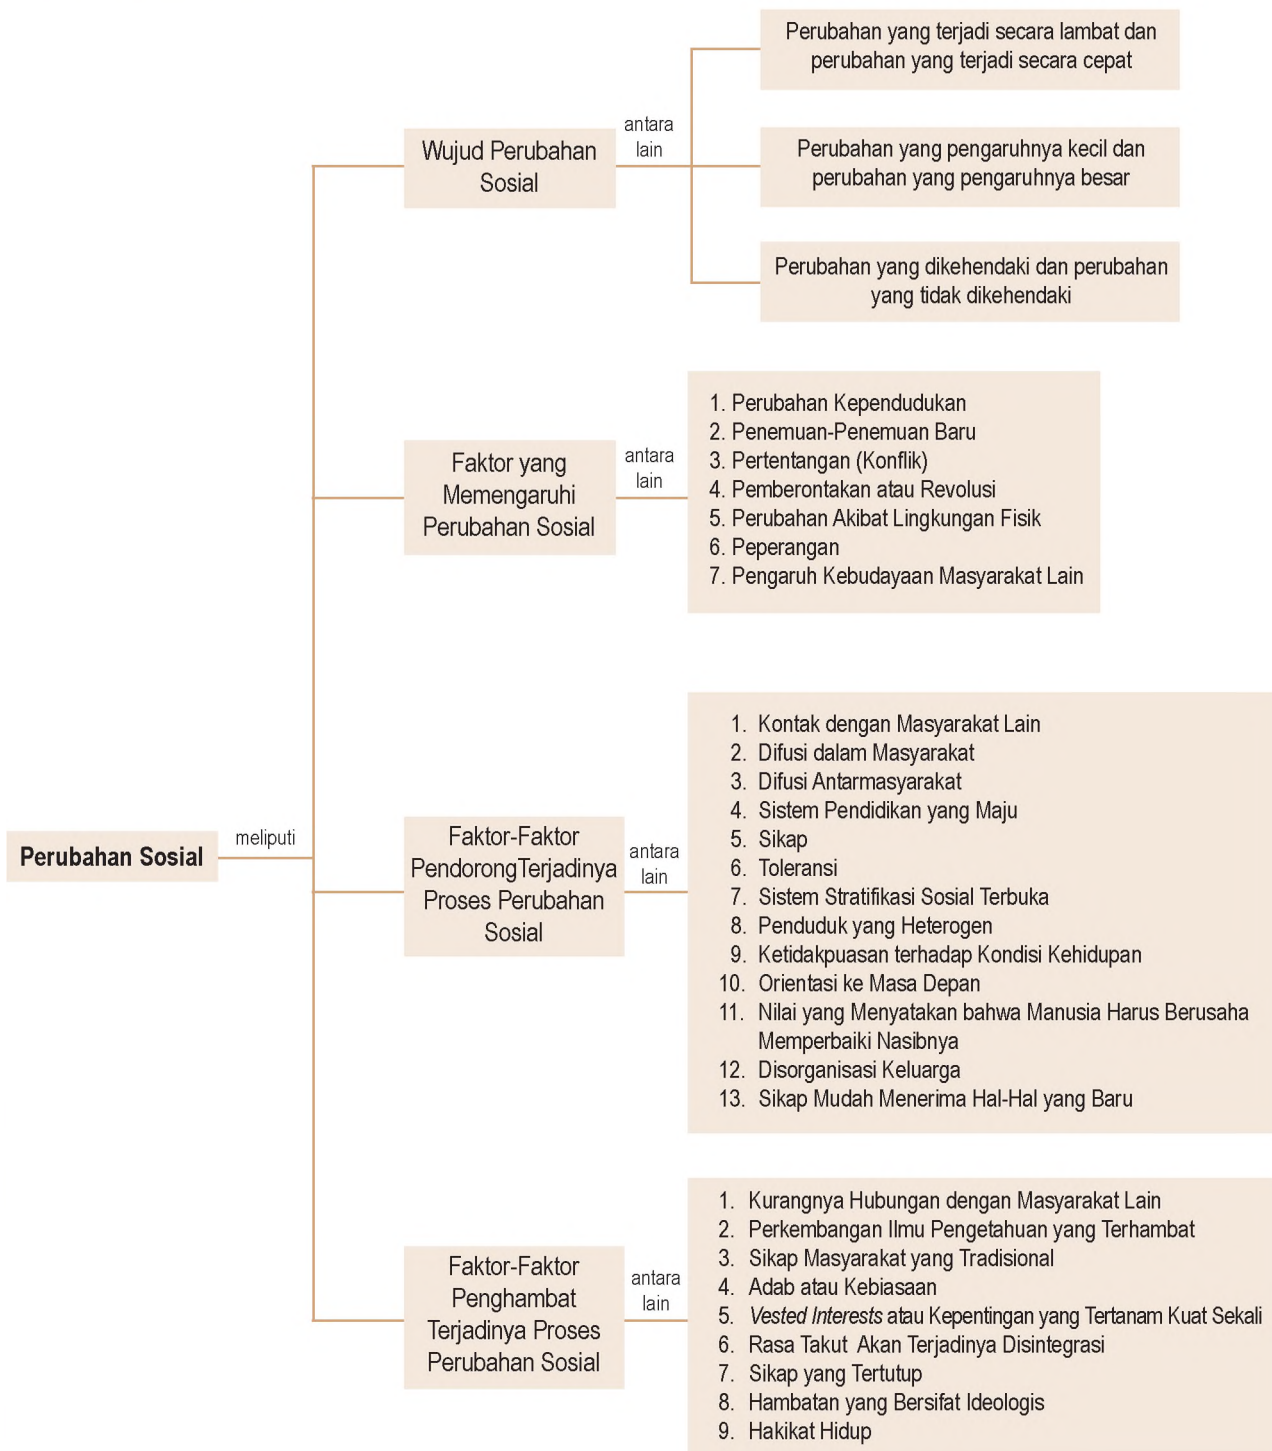 Perubahan Sosial
meliputi
Wujud Perubahan
Sosial
antara
lain
Perubahan yang terjadi secara lambat dan
perubahan yang terjadi secara cepat
Perubahan yang pengaruhnya kecil dan
perubahan yang pengaruhnya besar
Perubahan yang dikehendaki dan perubahan
yang tidak dikehendaki
Faktor yang
Memengaruhi
Perubahan Sosial
antara
lain
1. Perubahan Kependudukan
2. Penemuan-Penemuan Baru
3. Pertentangan (Konflik)
4. Pemberontakan atau Revolusi
5. Perubahan Akibat Lingkungan Fisik
6. Peperangan
7. Pengaruh Kebudayaan Masyarakat Lain
Faktor-Faktor
PendorongTerjadinya
Proses Perubahan
Sosial
antara
lain
1. Kontak dengan Masyarakat Lain
2. Difusi dalam Masyarakat
3. Difusi Antarmasyarakat
4. Sistem Pendidikan yang Maju
5. Sikap
6. Toleransi
7. Sistem Stratifikasi Sosial Terbuka
8. Penduduk yang Heterogen
9. Ketidakpuasan terhadap Kondisi Kehidupan
10. Orientasi ke Masa Depan
11. Nilai yang Menyatakan bahwa Manusia Harus Berusaha
Memperbaiki Nasibnya
12. Disorganisasi Keluarga
13. Sikap Mudah Menerima Hal-Hal yang Baru
Faktor-Faktor
Penghambat
Terjadinya Proses
Perubahan Sosial
antara
lain
1. Kurangnya Hubungan dengan Masyarakat Lain
2. Perkembangan Ilmu Pengetahuan yang Terhambat
3. Sikap Masyarakat yang Tradisional
4. Adab atau Kebiasaan
5. Vested Interests atau Kepentingan yang Tertanam Kuat Sekali
6. Rasa Takut Akan Terjadinya Disintegrasi
7. Sikap yang Tertutup
8. Hambatan yang Bersifat Ideologis
9. Hakikat Hidup